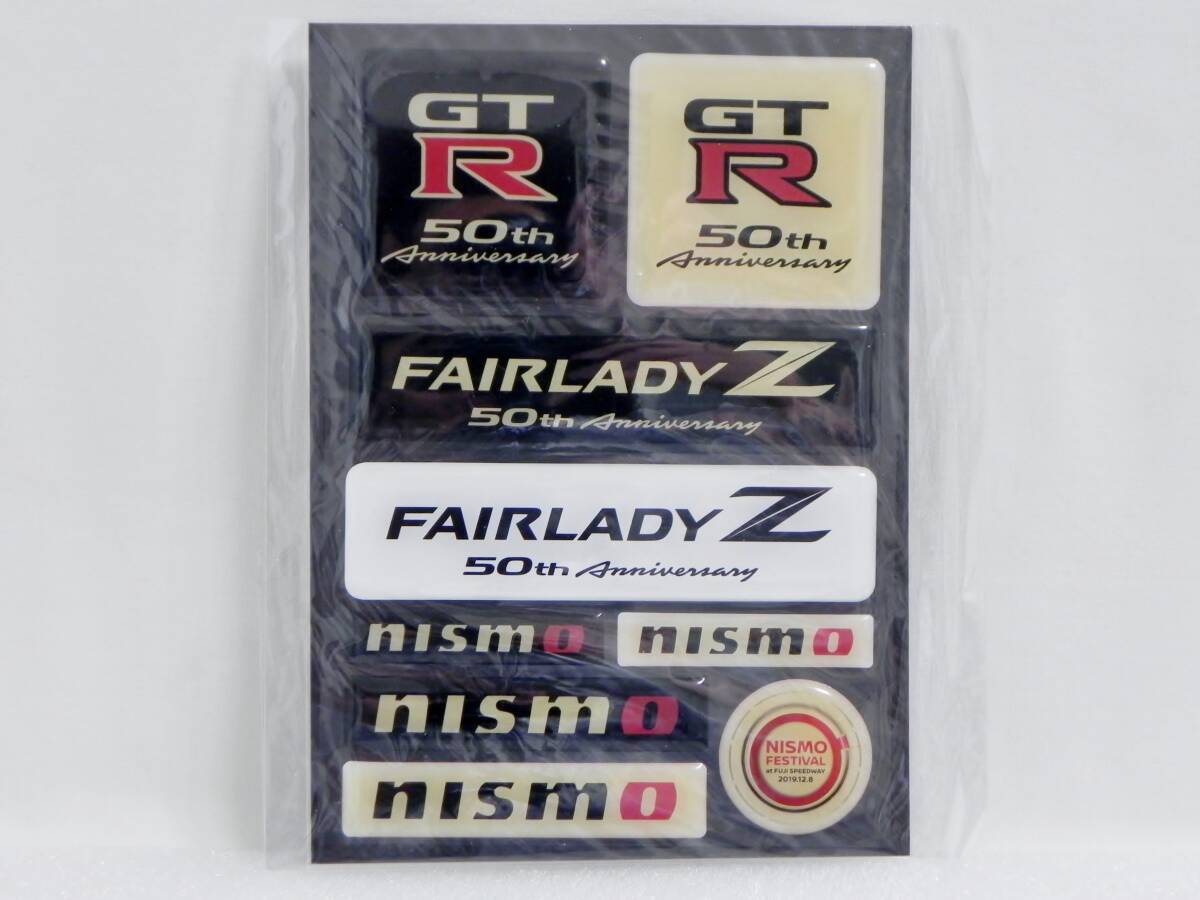 GT
R
50th
Anniversary
GT
R
50th
Anniversary
FAIRLADY Z
50th Anniversary
FAIRLADY Z
50th Anniversary
nismo
nismo
nismo
nismo
NISMO
FESTIVAL
at FUJI SPEEDWAY
2019.12.8